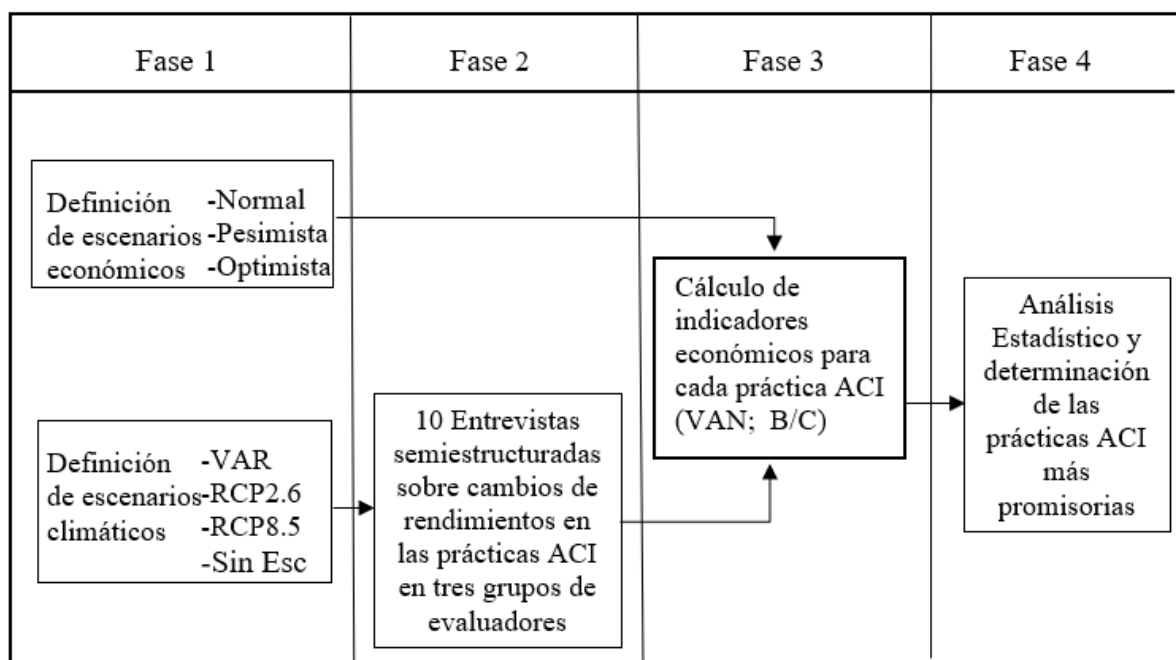 Fase 1
Fase 2
Fase 3
Fase 4
Definición -Normal
de escenarios -Pesimista
económicos -Optimista
Definición -VAR
de escenarios -RCP2.6
climáticos -RCP8.5
-Sin Esc
10 Entrevistas
semiestructuradas
sobre cambios de
rendimientos en
las prácticas ACI
en tres grupos de
evaluadores
Cálculo de
indicadores
económicos para
cada práctica ACI
(VAN; B/C)
Análisis
Estadístico y
determinación
de las
prácticas ACI
más
promisorias